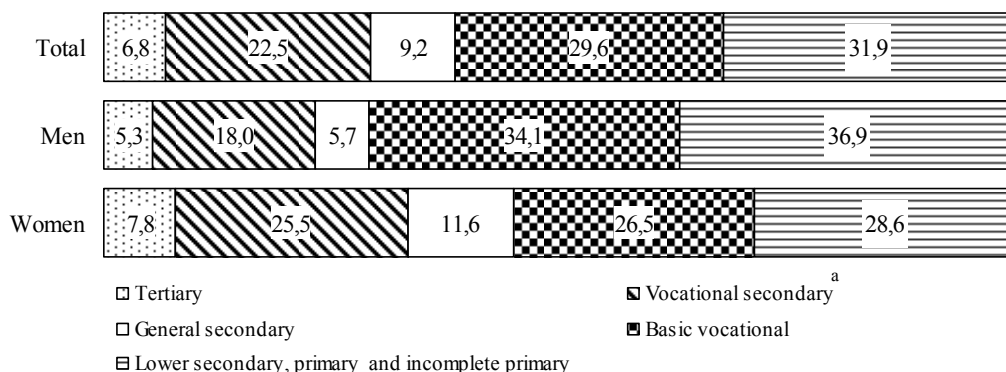 Total 6,8 22,5 9,2 29,6 31,9
Men 5,3 18,0 5,7 34,1 36,9
Women 7,8 25,5 11,6 26,5 28,6
Tertiary Vocational secondary a
General secondary Basic vocational
Lower secondary, primary and incomplete primary